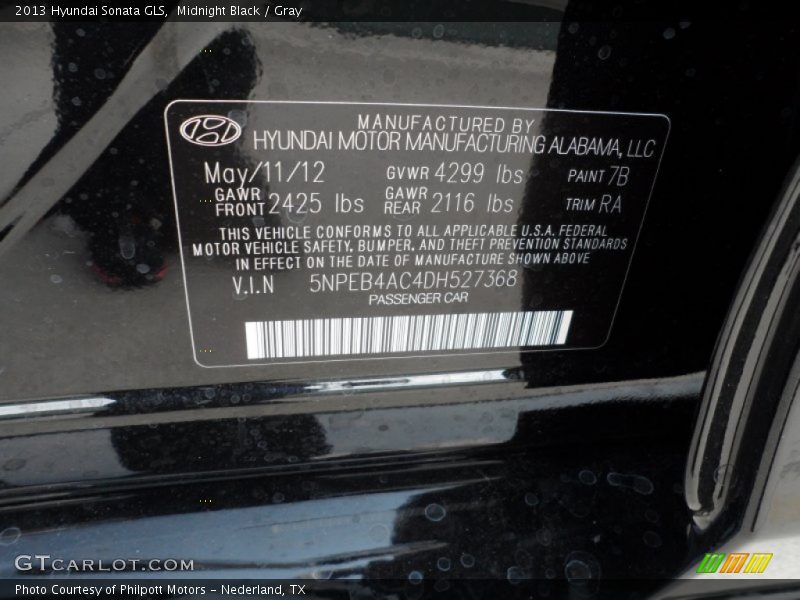 2013 Hyundai Sonata GLS, Midnight Black / Gray
MANUFACTURED BY
HYUNDAI MOTOR MANUFACTURING ALABAMA, LLC
May/11/12 GVWR 4299 lbs PAINT 7B
GAWR FRONT 2425 lbs GAWR REAR 2116 lbs TRIM RA
THIS VEHICLE CONFORMS TO ALL APPLICABLE U.S.A. FEDERAL
MOTOR VEHICLE SAFETY, BUMPER, AND THEFT PREVENTION STANDARDS
IN EFFECT ON THE DATE OF MANUFACTURE SHOWN ABOVE
V.I.N 5NPEB4AC4DH527368
PASSENGER CAR
GTCARLOT.COM
Photo Courtesy of Philpott Motors - Nederland, TX